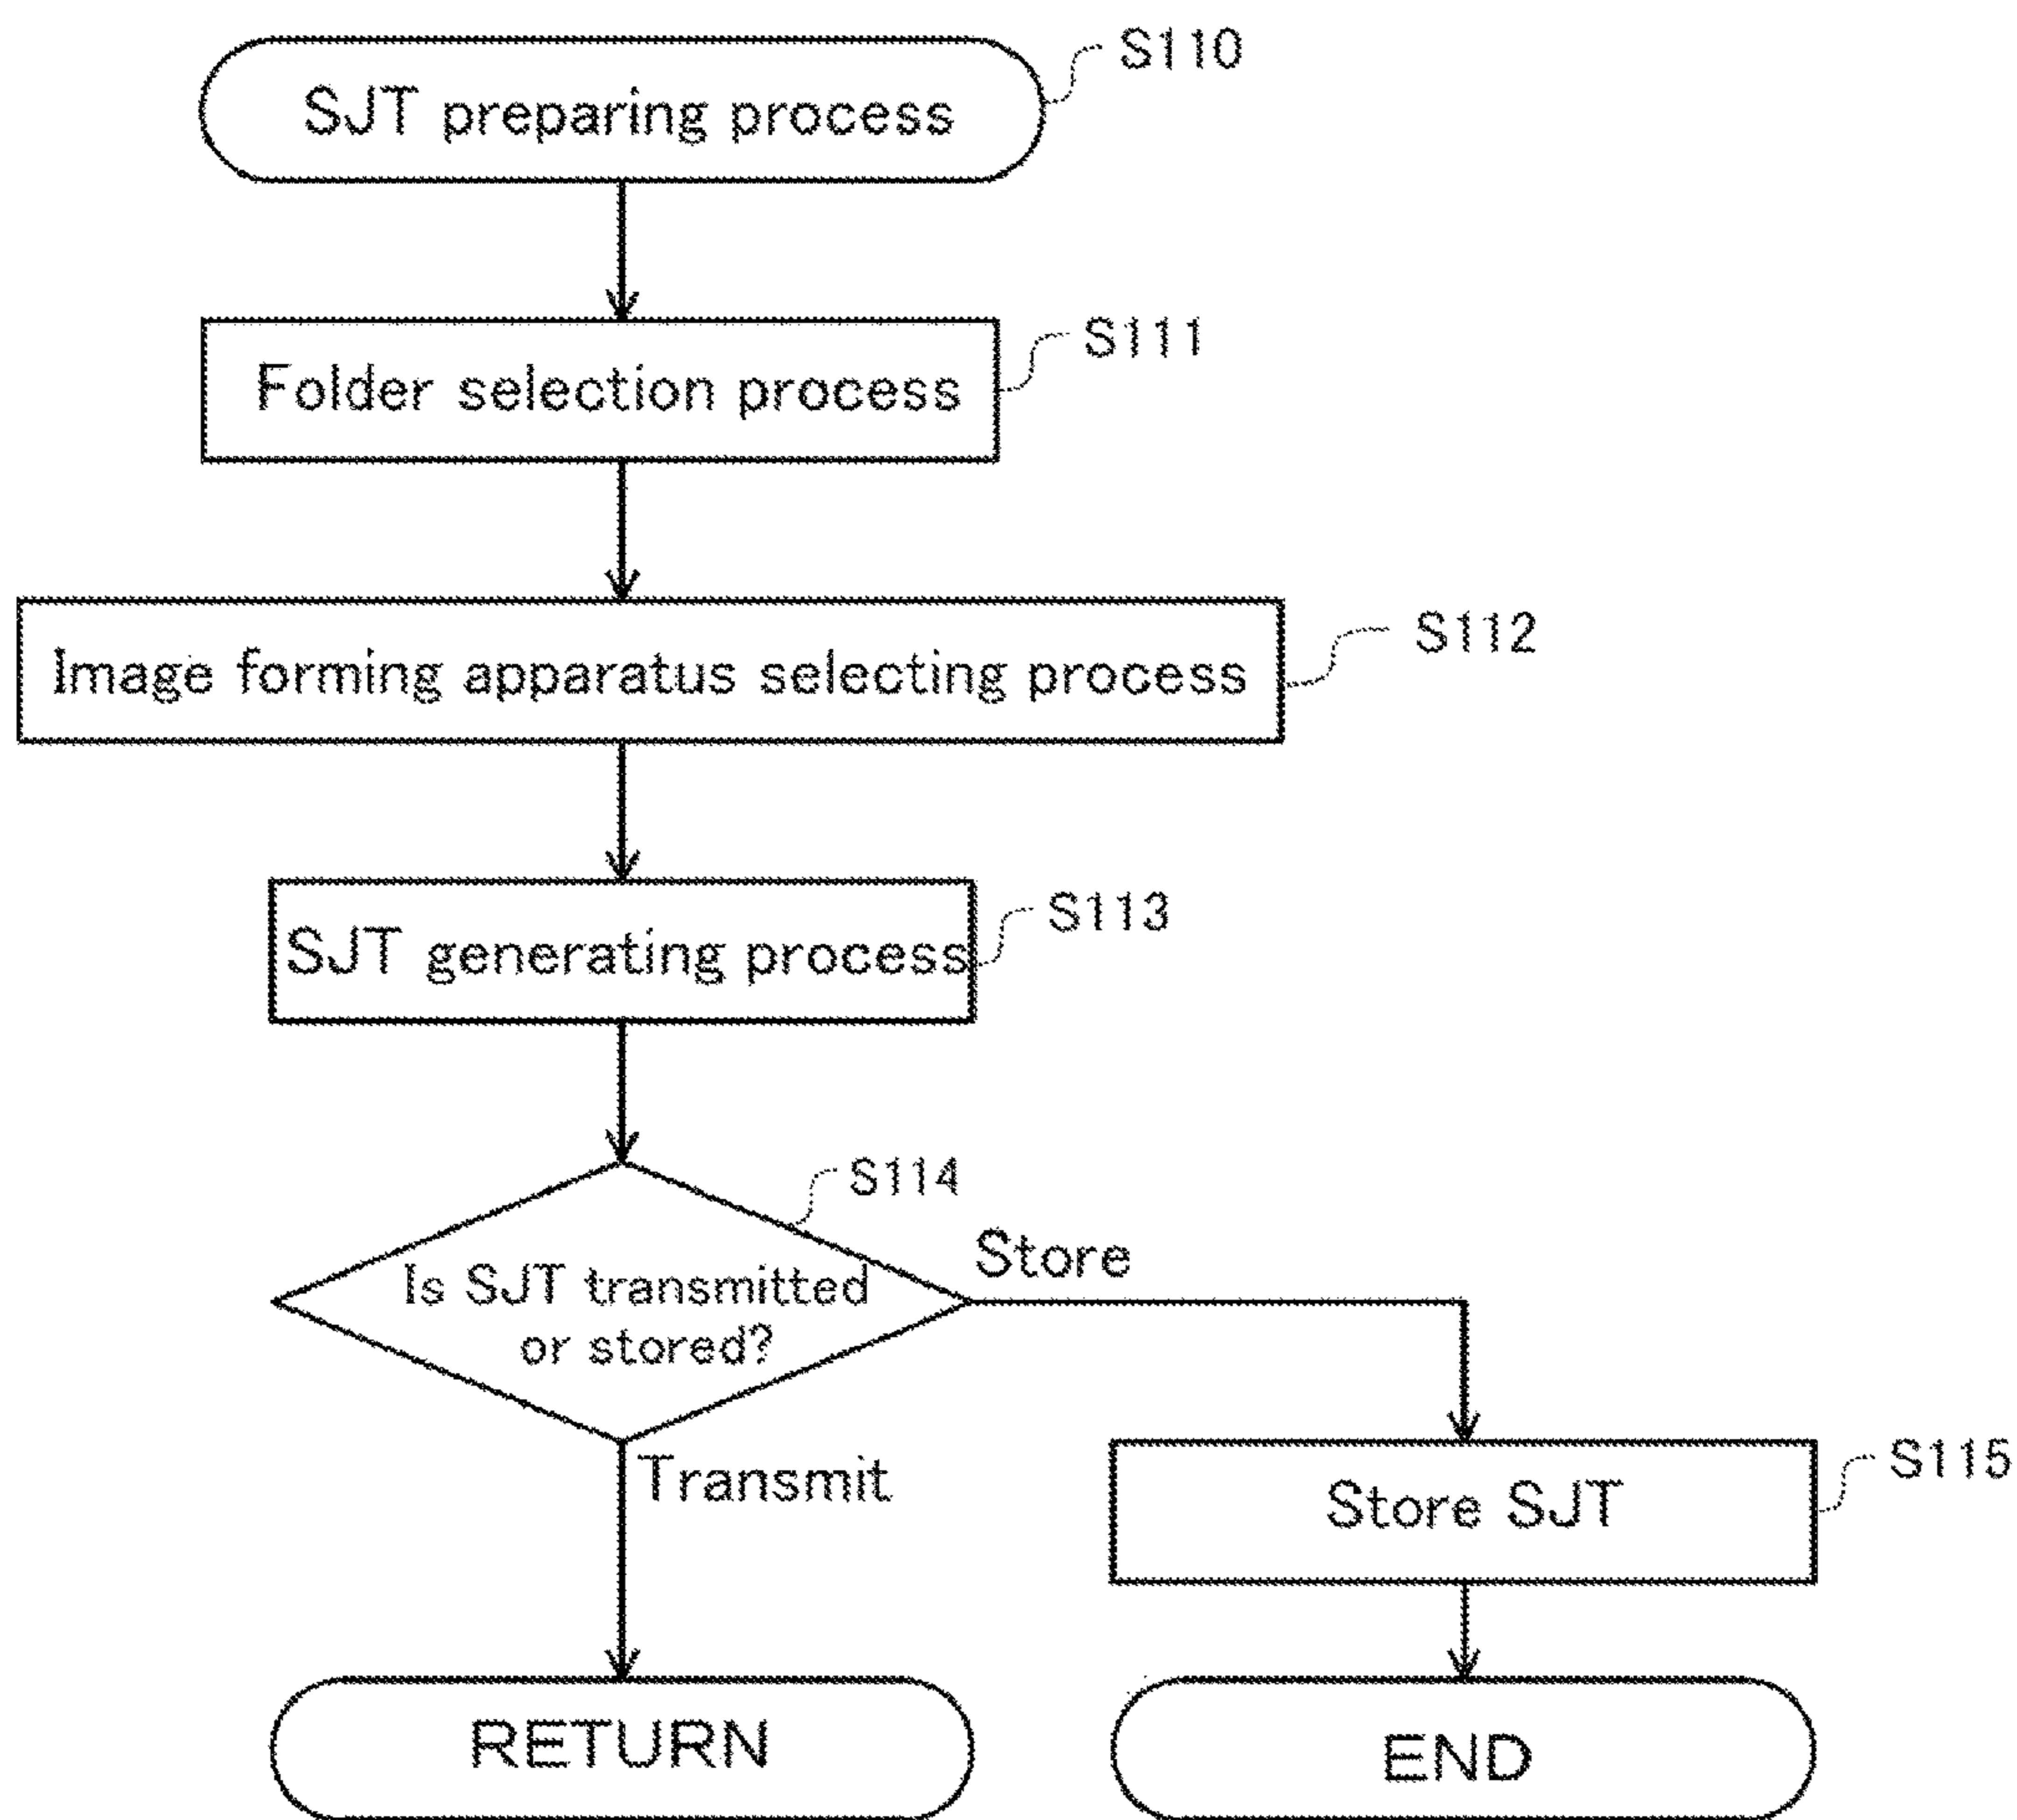 SJT preparing process
S110
Folder selection process
S111
Image forming apparatus selecting process
S112
SJT generating process
S113
S114
Is SJT transmitted
or stored?
Store
Transmit
Store SJT
S115
RETURN
END